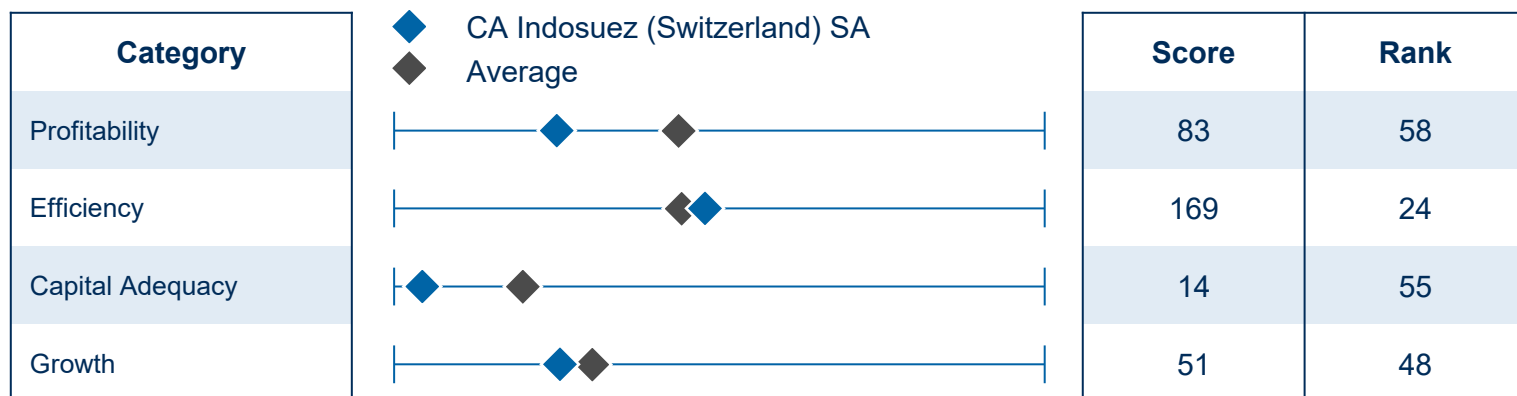 Category
CA Indosuez (Switzerland) SA
Average
Score Rank
Profitability 83 58
Efficiency 169 24
Capital Adequacy 14 55
Growth 51 48